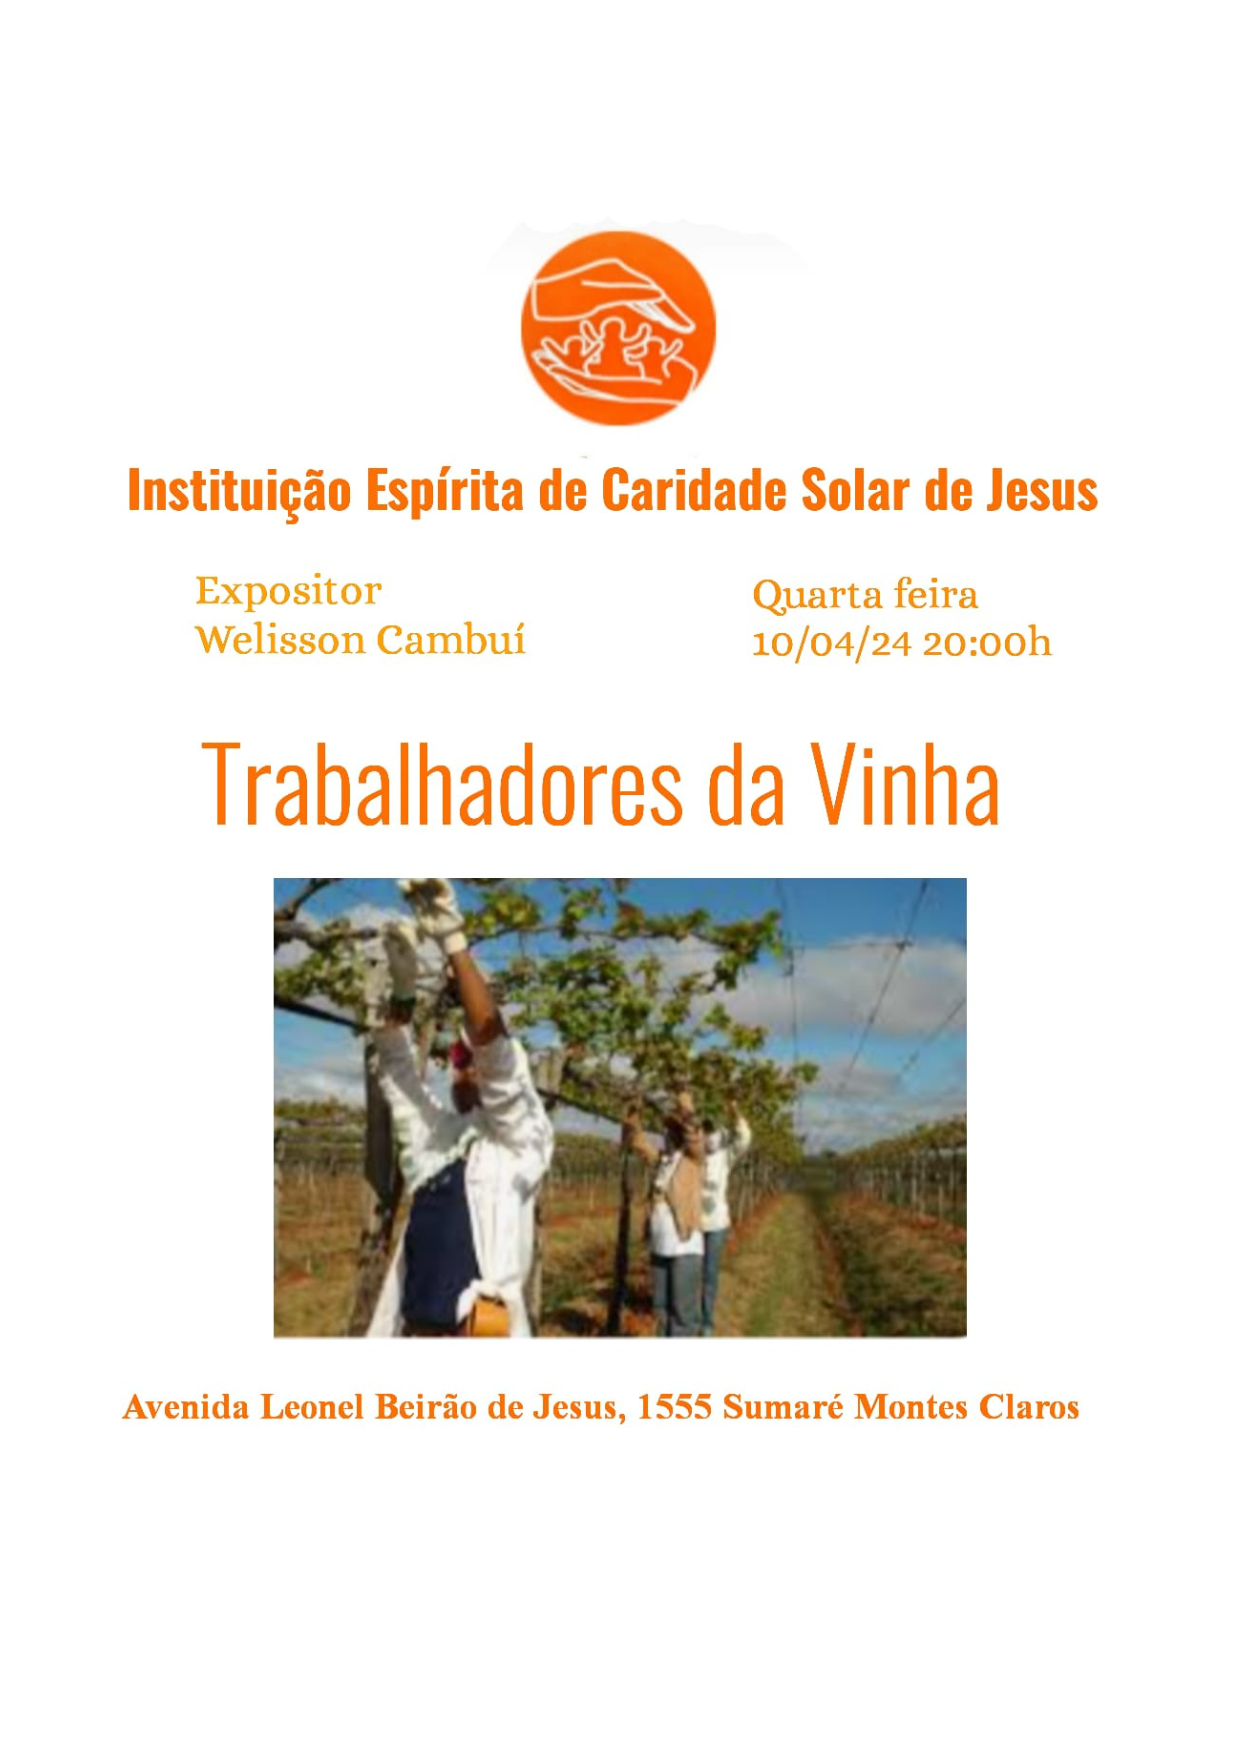 Instituição Espírita de Caridade Solar de Jesus
Expositor
Welisson Cambuí
Quarta feira
10/04/24 20:00h
Trabalhadores da Vinha
Avenida Leonel Beirão de Jesus, 1555 Sumaré Montes Claros